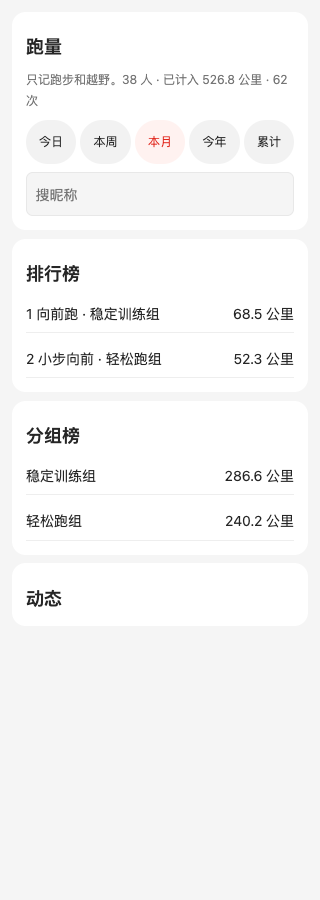 跑量
只记跑步和越野。38 人 · 已计入 526.8 公里 · 62
次
今日 本周 本月 今年 累计
搜昵称
排行榜
1 向前跑 · 稳定训练组 68.5 公里
2 小步向前 · 轻松跑组 52.3 公里
分组榜
稳定训练组 286.6 公里
轻松跑组 240.2 公里
动态